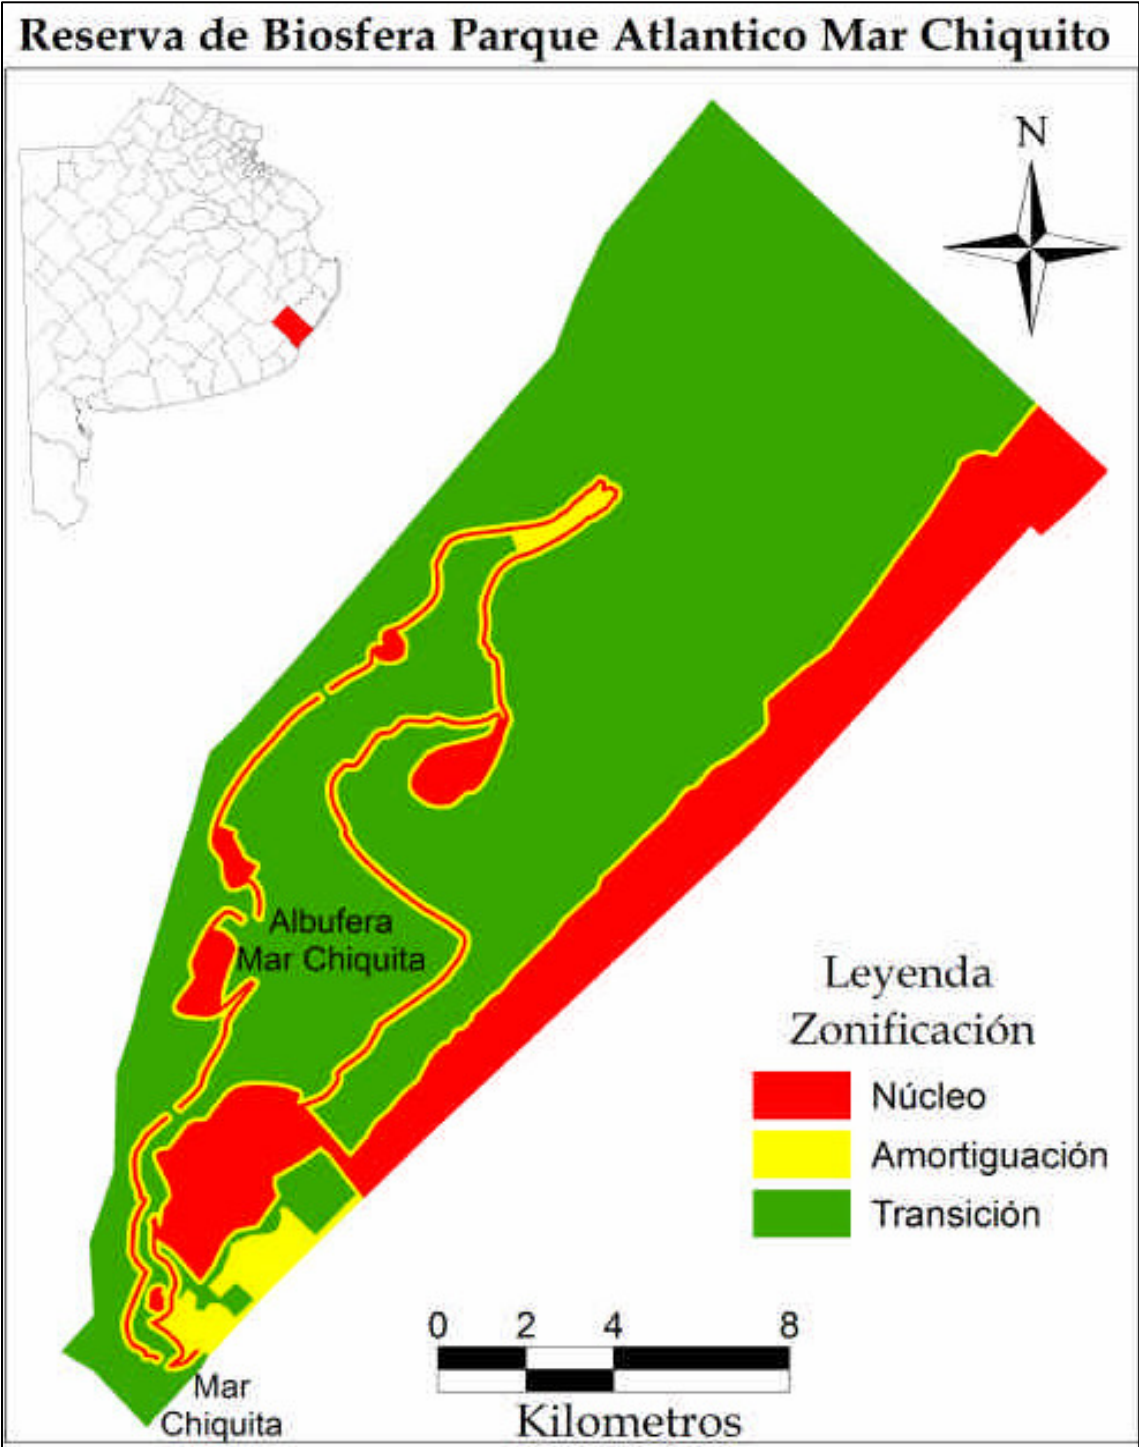 Reserva de Biosfera Parque Atlantico Mar Chiquito
N
Albufera
Mar Chiquita
Leyenda
Zonificación
Núcleo
Amortiguación
Transición
0 2 4 8
Kilometros
Mar
Chiquita